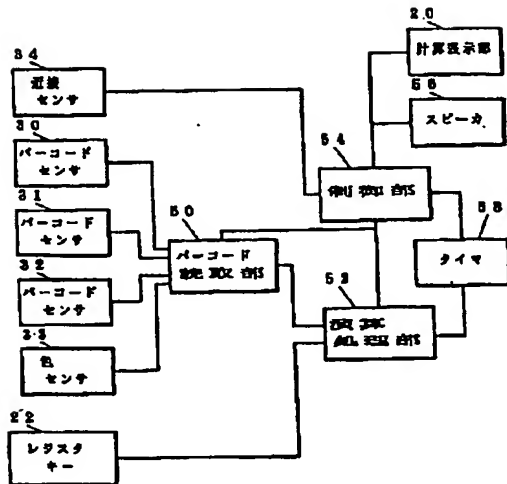 34
近接
センサ
30
バーコード
センサ
31
バーコード
センサ
32
バーコード
センサ
33
色
センサ
22
レジスタ
キー
50
バーコード
読取部
20
計算表示部
56
スピーカ
54
制御部
58
タイマ
52
処理部